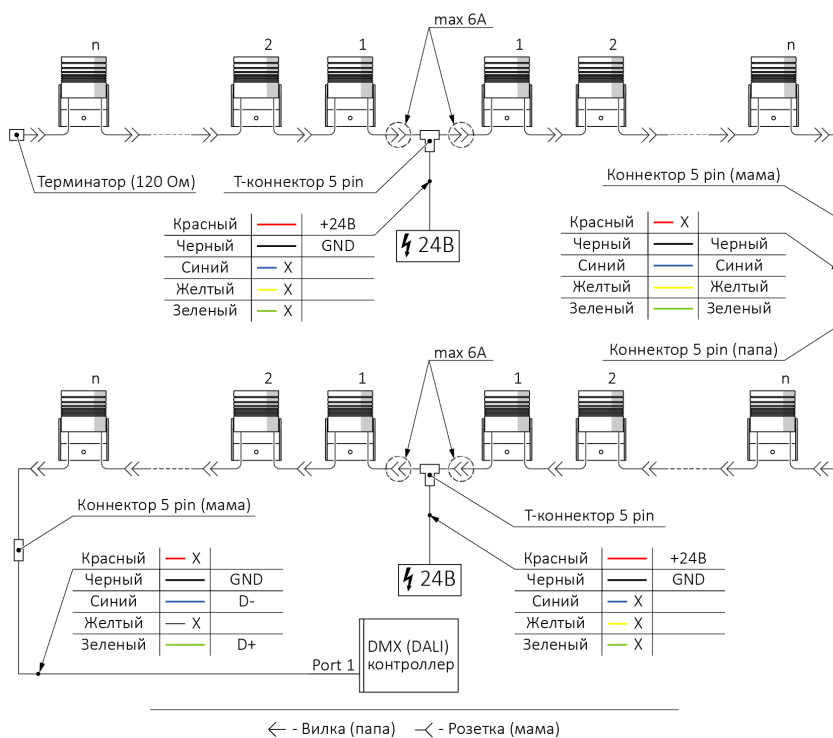 max 6A
n
2
1
1
2
n
Терминатор (120 Ом)
Т-коннектор 5 pin
Коннектор 5 pin (мама)
Красный +24В
Черный GND
Синий X
Желтый X
Зеленый X
24В
Красный X
Черный Черный
Синий Синий
Желтый Желтый
Зеленый Зеленый
Коннектор 5 pin (папа)
max 6A
n
2
1
1
2
n
Коннектор 5 pin (мама)
Т-коннектор 5 pin
Красный X
Черный GND
Синий D-
Желтый X
Зеленый D+
24В
Красный +24В
Черный GND
Синий X
Желтый X
Зеленый X
Port 1
DMX (DALI)
контроллер
- Вилка (папа) - Розетка (мама)